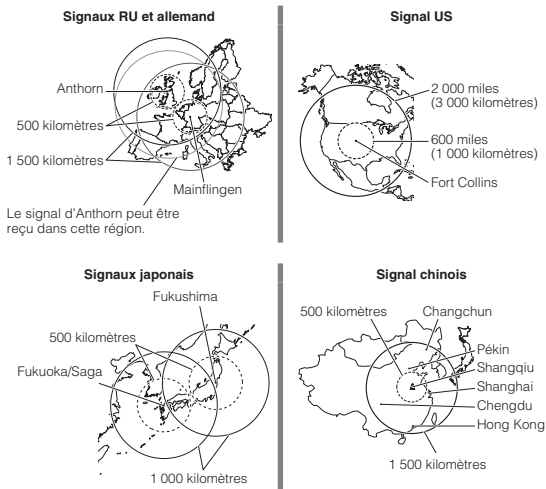 Signaux RU et allemand
Anthorn
500 kilomètres
1 500 kilomètres
Mainflingen
Le signal d'Anthorn peut être
reçu dans cette région.
Signal US
2 000 miles
(3 000 kilomètres)
600 miles
(1 000 kilomètres)
Fort Collins
Signaux japonais
Fukushima
500 kilomètres
Fukuoka/Saga
1 000 kilomètres
Signal chinois
500 kilomètres
Changchun
Pékin
Shangqiu
Shanghai
Chengdu
Hong Kong
1 500 kilomètres